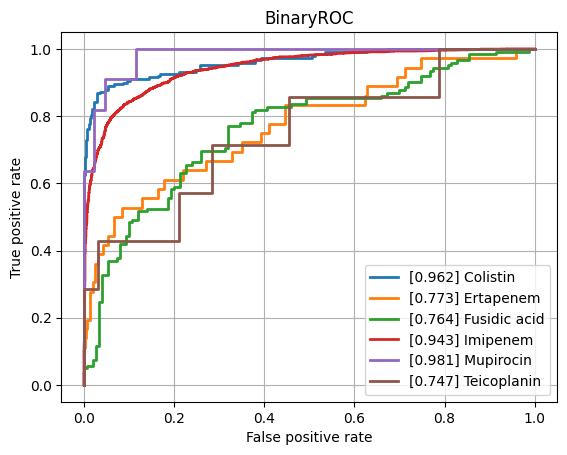 BinaryROC
True positive rate
1.0
0.8
0.6
0.4
0.2
0.0
[0.962] Colistin
[0.773] Ertapenem
[0.764] Fusidic acid
[0.943] Imipenem
[0.981] Mupirocin
[0.747] Teicoplanin
0.0 0.2 0.4 0.6 0.8 1.0
False positive rate